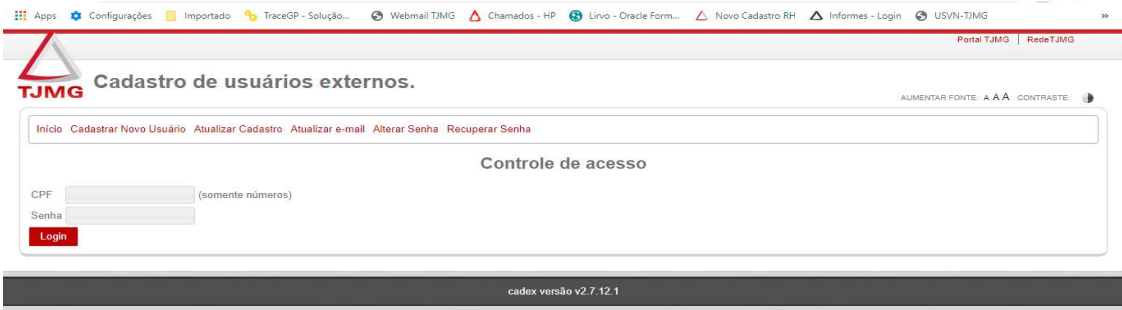 Apps Configurações Importado TraceGP - Solução... Webmail TJMG Chamados - HP Lirvo - Oracle Form... Novo Cadastro RH Informes - Login USVN-TJMG »
Portal TJMG | RedeTJMG
TJMG Cadastro de usuários externos.
AUMENTAR FONTE: A A A CONTRASTE:
Início Cadastrar Novo Usuário Atualizar Cadastro Atualizar e-mail Alterar Senha Recuperar Senha
Controle de acesso
CPF (somente números)
Senha
Login
cadex versão v2.7.12.1